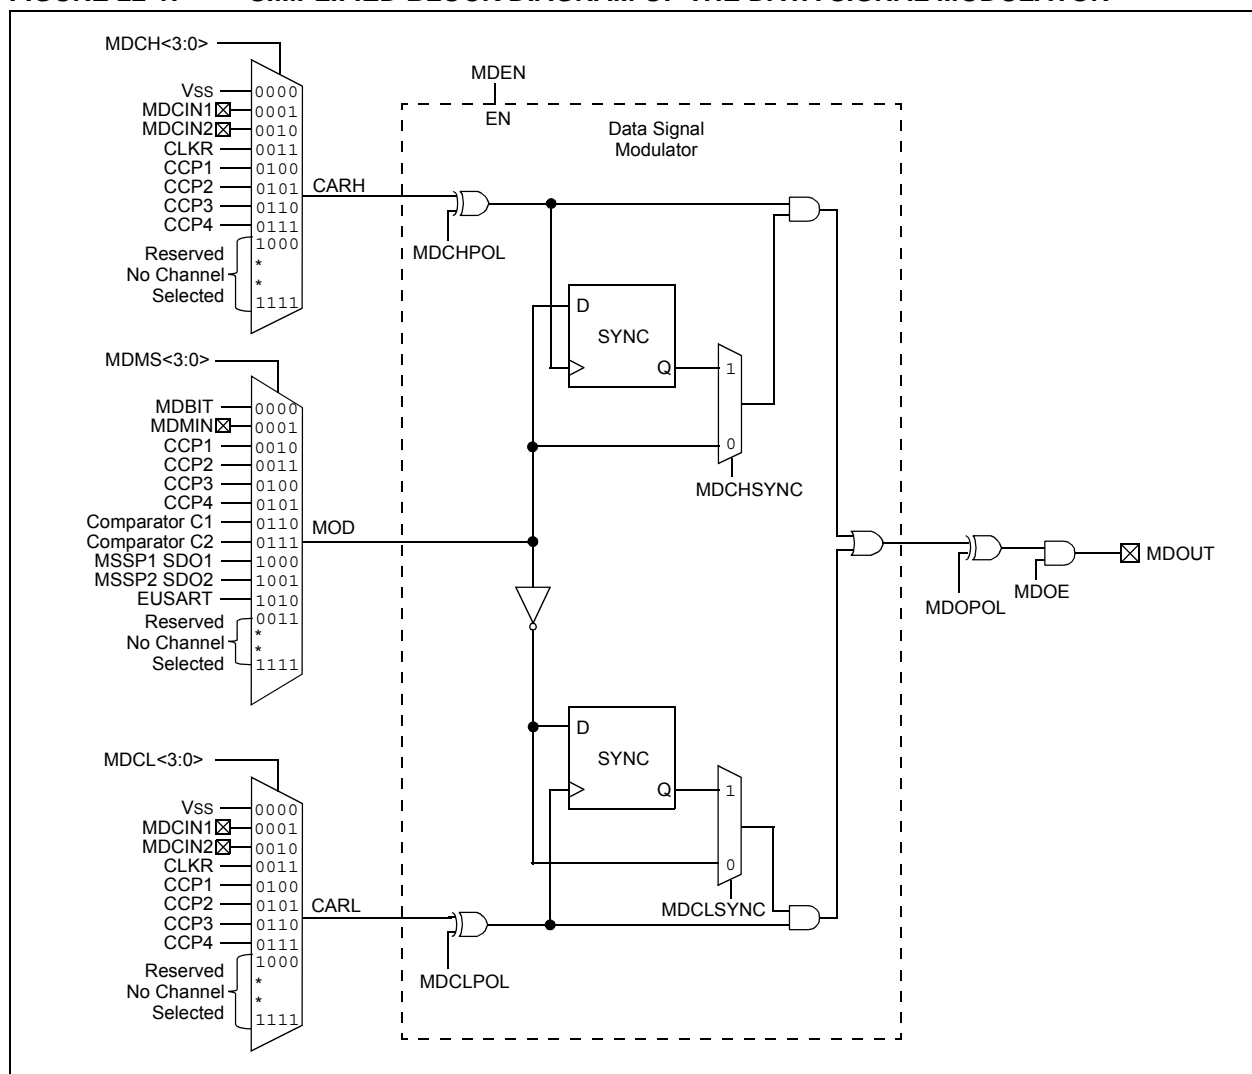 MDCH<3:0>
VSS 0000
MDCIN1 0001
MDCIN2 0010
CLKR 0011
CCP1 0100
CCP2 0101
CCP3 0110
CCP4 0111
1000
Reserved
*
No Channel
*
Selected
1111
CARH
MDEN
EN
Data Signal
Modulator
MDCHPOL
D
SYNC
Q
1
0
MDCHSYNC
MDMS<3:0>
MDBIT 0000
MDMIN 0001
CCP1 0010
CCP2 0011
CCP3 0100
CCP4 0101
Comparator C1 0110
Comparator C2 0111
MSSP1 SDO1 1000
MSSP2 SDO2 1001
EUSART 1010
0011
Reserved
*
No Channel
*
Selected 1111
MOD
MDOPOL
MDOE
MDOUT
D
SYNC
Q
1
0
MDCLSYNC
MDCL<3:0>
VSS 0000
MDCIN1 0001
MDCIN2 0010
CLKR 0011
CCP1 0100
CCP2 0101
CCP3 0110
CCP4 0111
1000
Reserved
*
No Channel
*
Selected
1111
CARL
MDCLPOL